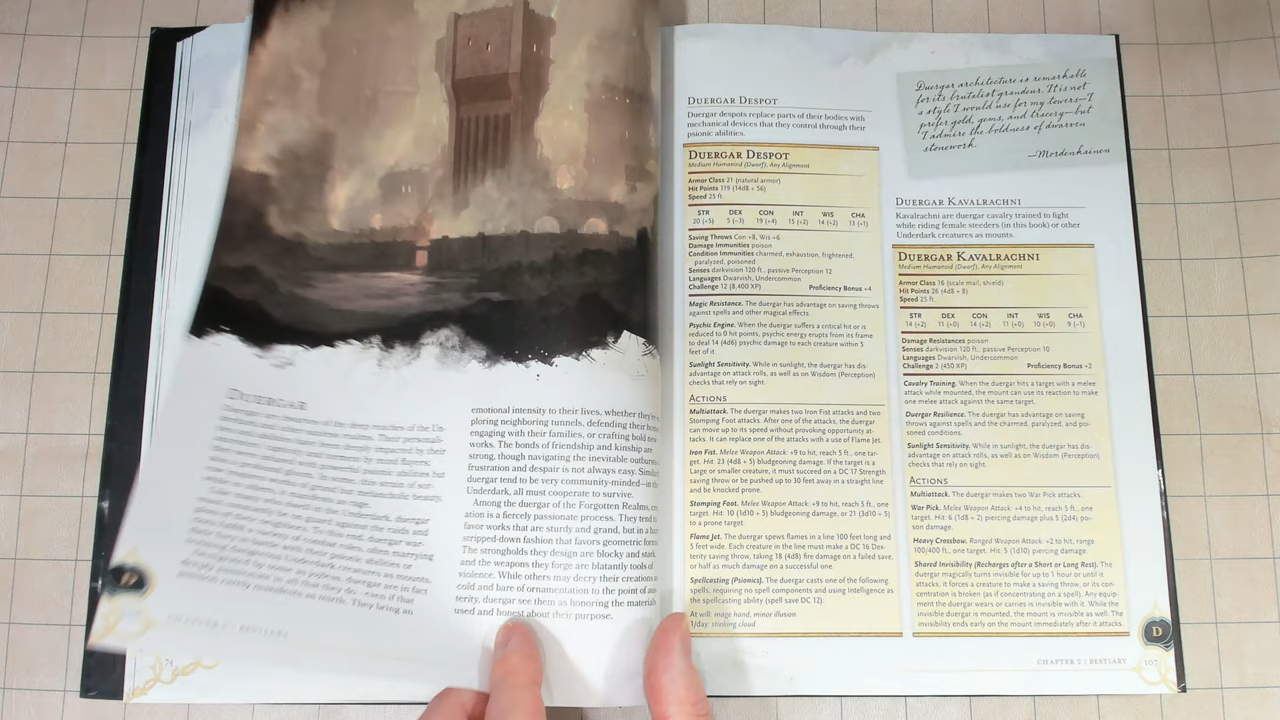 DUERGAR
emotional intensity to their lives, whether they're
ploring neighboring tunnels, defending their
engaging with their families, or crafting bold new
works. The bonds of friendship and kinship are
strong, though navigating the inevitable outbursts
frustration and despair is not always easy.
duergar tend to be very community-minded—in the
Underdark, all must cooperate to survive.
Among the duergar of the Forgotten Realms,
ation is a fiercely passionate process. They tend to
favor works that are sturdy and grand, but in a
stripped-down fashion that favors geometric
The strongholds they design are blocky and stark
and the weapons they forge are blatantly tools of
violence. While others may decry their creations as
cold and bare of ornamentation to the point of
terity, duergar see them as honoring the materials
used and honest about their purpose.
DUERGAR DESPOT
Duergar despots replace parts of their bodies with
mechanical devices that they control through their
psionic abilities.
DUERGAR DESPOT
Medium Humanoid (Dwarf), Any Alignment
Armor Class 21 (natural armor)
Hit Points 119 (14d8 + 56)
Speed 25 ft.
STR DEX CON INT WIS CHA
20 (+5) 5 (−3) 19 (+4) 15 (+2) 14 (+2) 13 (+1)
Saving Throws Con +8, Wis +6
Damage Immunities poison
Condition Immunities charmed, exhaustion, frightened,
paralyzed, poisoned
Senses darkvision 120 ft., passive Perception 12
Languages Dwarvish, Undercommon
Challenge 12 (8,400 XP) Proficiency Bonus +4
Magic Resistance. The duergar has advantage on saving throws
against spells and other magical effects.
Psychic Engine. When the duergar suffers a critical hit or is
reduced to 0 hit points, psychic energy erupts from its frame
to deal 14 (4d6) psychic damage to each creature within 5
feet of it.
Sunlight Sensitivity. While in sunlight, the duergar has dis-
advantage on attack rolls, as well as on Wisdom (Perception)
checks that rely on sight.
ACTIONS
Multiattack. The duergar makes two Iron Fist attacks and two
Stomping Foot attacks. After one of the attacks, the duergar
can move up to its speed without provoking opportunity at-
tacks. It can replace one of the attacks with a use of Flame Jet.
Iron Fist. Melee Weapon Attack: +9 to hit, reach 5 ft., one tar-
get. Hit: 23 (4d8 + 5) bludgeoning damage. If the target is a
Large or smaller creature, it must succeed on a DC 17 Strength
saving throw or be pushed up to 30 feet away in a straight line
and be knocked prone.
Stomping Foot. Melee Weapon Attack: +9 to hit, reach 5 ft., one
target. Hit: 10 (1d10 + 5) bludgeoning damage, or 21 (3d10 + 5)
to a prone target.
Flame Jet. The duergar spews flames in a line 100 feet long and
5 feet wide. Each creature in the line must make a DC 16 Dex-
terity saving throw, taking 18 (4d8) fire damage on a failed save,
or half as much damage on a successful one.
Spellcasting (Psionics). The duergar casts one of the following
spells, requiring no spell components and using Intelligence as
the spellcasting ability (spell save DC 12):
At will: mage hand, minor illusion
1/day: stinking cloud
Duergar architecture is remarkable
for its brutalist grandeur. It is not
a style I would use for my towers—I
prefer gold, gems, and tracery—but
I admire the boldness of dwarven
stonework.
—Mordenkainen
DUERGAR KAVALRACHNI
Kavalrachni are duergar cavalry trained to fight
while riding female steeders (in this book) or other
Underdark creatures as mounts.
DUERGAR KAVALRACHNI
Medium Humanoid (Dwarf), Any Alignment
Armor Class 16 (scale mail, shield)
Hit Points 26 (4d8 + 8)
Speed 25 ft.
STR DEX CON INT WIS CHA
14 (+2) 11 (+0) 14 (+2) 11 (+0) 10 (+0) 9 (−1)
Damage Resistances poison
Senses darkvision 120 ft., passive Perception 10
Languages Dwarvish, Undercommon
Challenge 2 (450 XP) Proficiency Bonus +2
Cavalry Training. When the duergar hits a target with a melee
attack while mounted, the mount can use its reaction to make
one melee attack against the same target.
Duergar Resilience. The duergar has advantage on saving
throws against spells and the charmed, paralyzed, and poi-
soned conditions.
Sunlight Sensitivity. While in sunlight, the duergar has dis-
advantage on attack rolls, as well as on Wisdom (Perception)
checks that rely on sight.
ACTIONS
Multiattack. The duergar makes two War Pick attacks.
War Pick. Melee Weapon Attack: +4 to hit, reach 5 ft., one
target. Hit: 6 (1d8 + 2) piercing damage plus 5 (2d4) poi-
son damage.
Heavy Crossbow. Ranged Weapon Attack: +2 to hit, range
100/400 ft., one target. Hit: 5 (1d10) piercing damage.
Shared Invisibility (Recharges after a Short or Long Rest). The
duergar magically turns invisible for up to 1 hour or until it
attacks, it forces a creature to make a saving throw, or its con-
centration is broken (as if concentrating on a spell). Any equip-
ment the duergar wears or carries is invisible with it. While the
invisible duergar is mounted, the mount is invisible as well. The
invisibility ends early on the mount immediately after it attacks.
D
CHAPTER 2 | BESTIARY 107